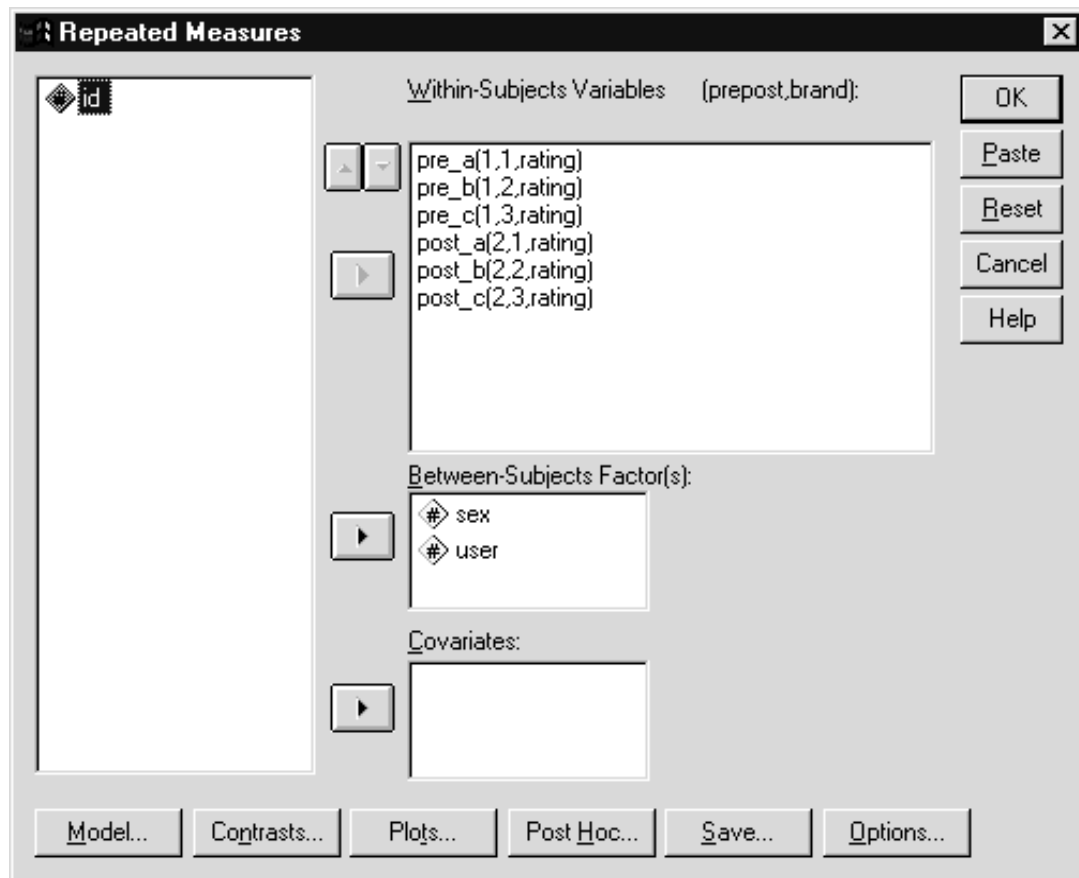 Repeated Measures
id
Within-Subjects Variables (prepost,brand):
pre_a(1,1,rating)
pre_b(1,2,rating)
pre_c(1,3,rating)
post_a(2,1,rating)
post_b(2,2,rating)
post_c(2,3,rating)
OK
Paste
Reset
Cancel
Help
Between-Subjects Factor(s):
# sex
# user
Covariates:
Model... Contrasts... Plots... Post Hoc... Save... Options...